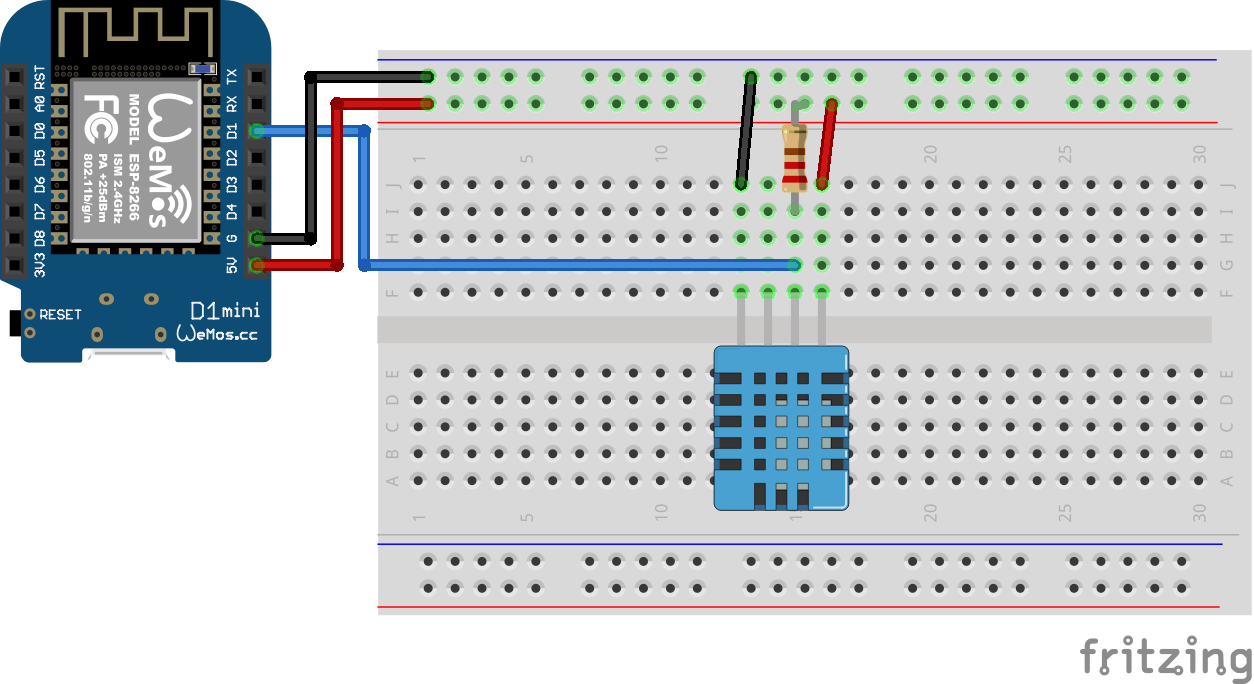 RST
A0
D0
D5
D6
D7
D8
3V3
TX
RX
D1
D2
D3
D4
G
5V
WeMos
MODEL ESP-8266
ISM 2.4GHz
PA +25dBm
802.11b/g/n
FC
RESET
D1mini
WeMos.cc
1 5 10 20 25 30
J J
I I
H H
G G
F F
E E
D D
C C
B B
A A
1 5 10 1 20 25 30
fritzing